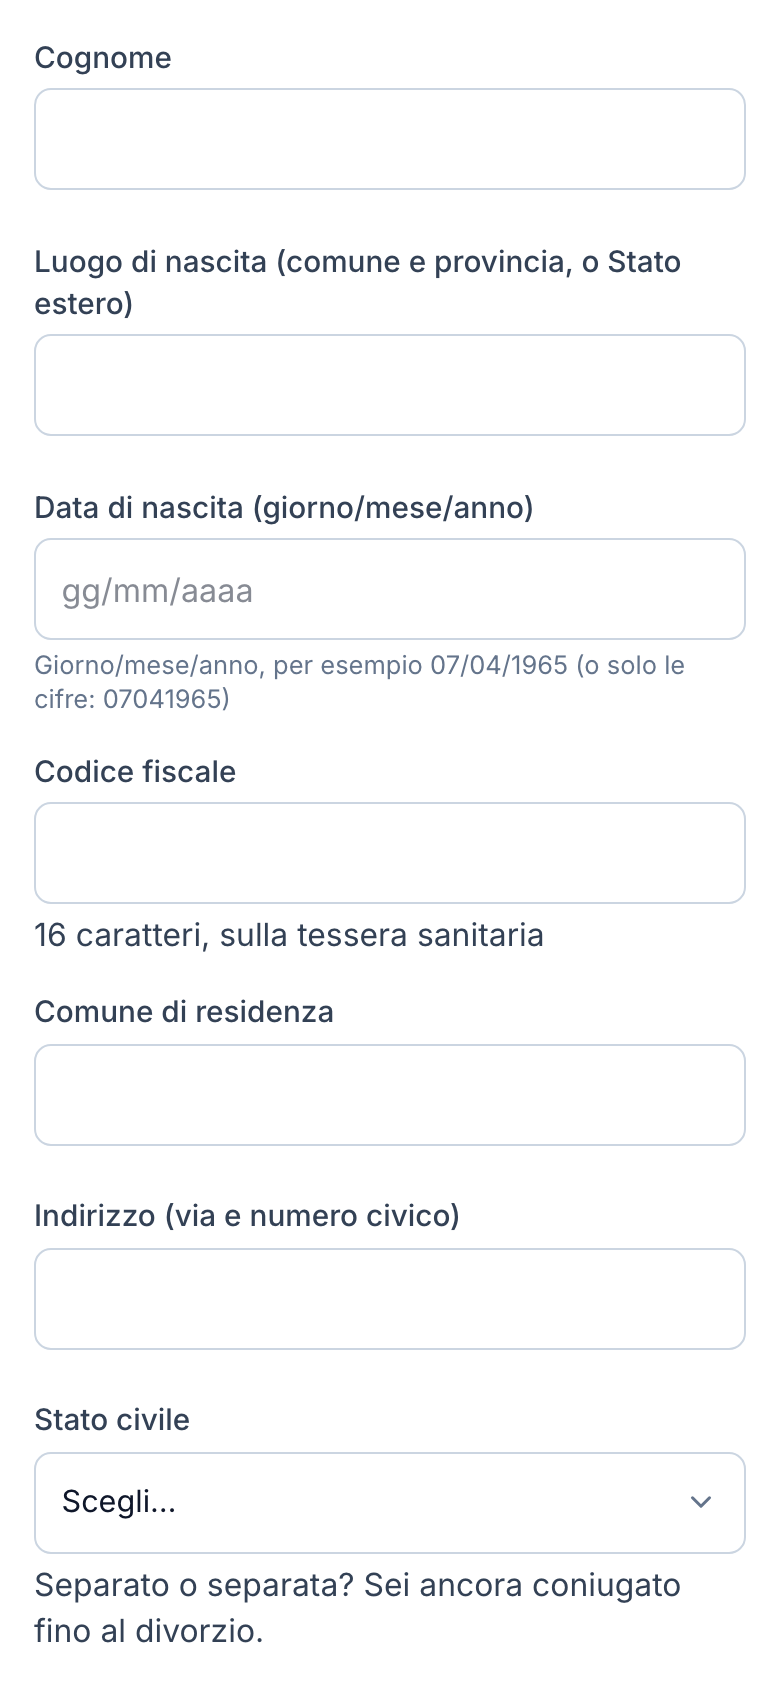 Cognome
Luogo di nascita (comune e provincia, o Stato
estero)
Data di nascita (giorno/mese/anno)
gg/mm/aaaa
Giorno/mese/anno, per esempio 07/04/1965 (o solo le
cifre: 07041965)
Codice fiscale
16 caratteri, sulla tessera sanitaria
Comune di residenza
Indirizzo (via e numero civico)
Stato civile
Scegli...
Separato o separata? Sei ancora coniugato
fino al divorzio.